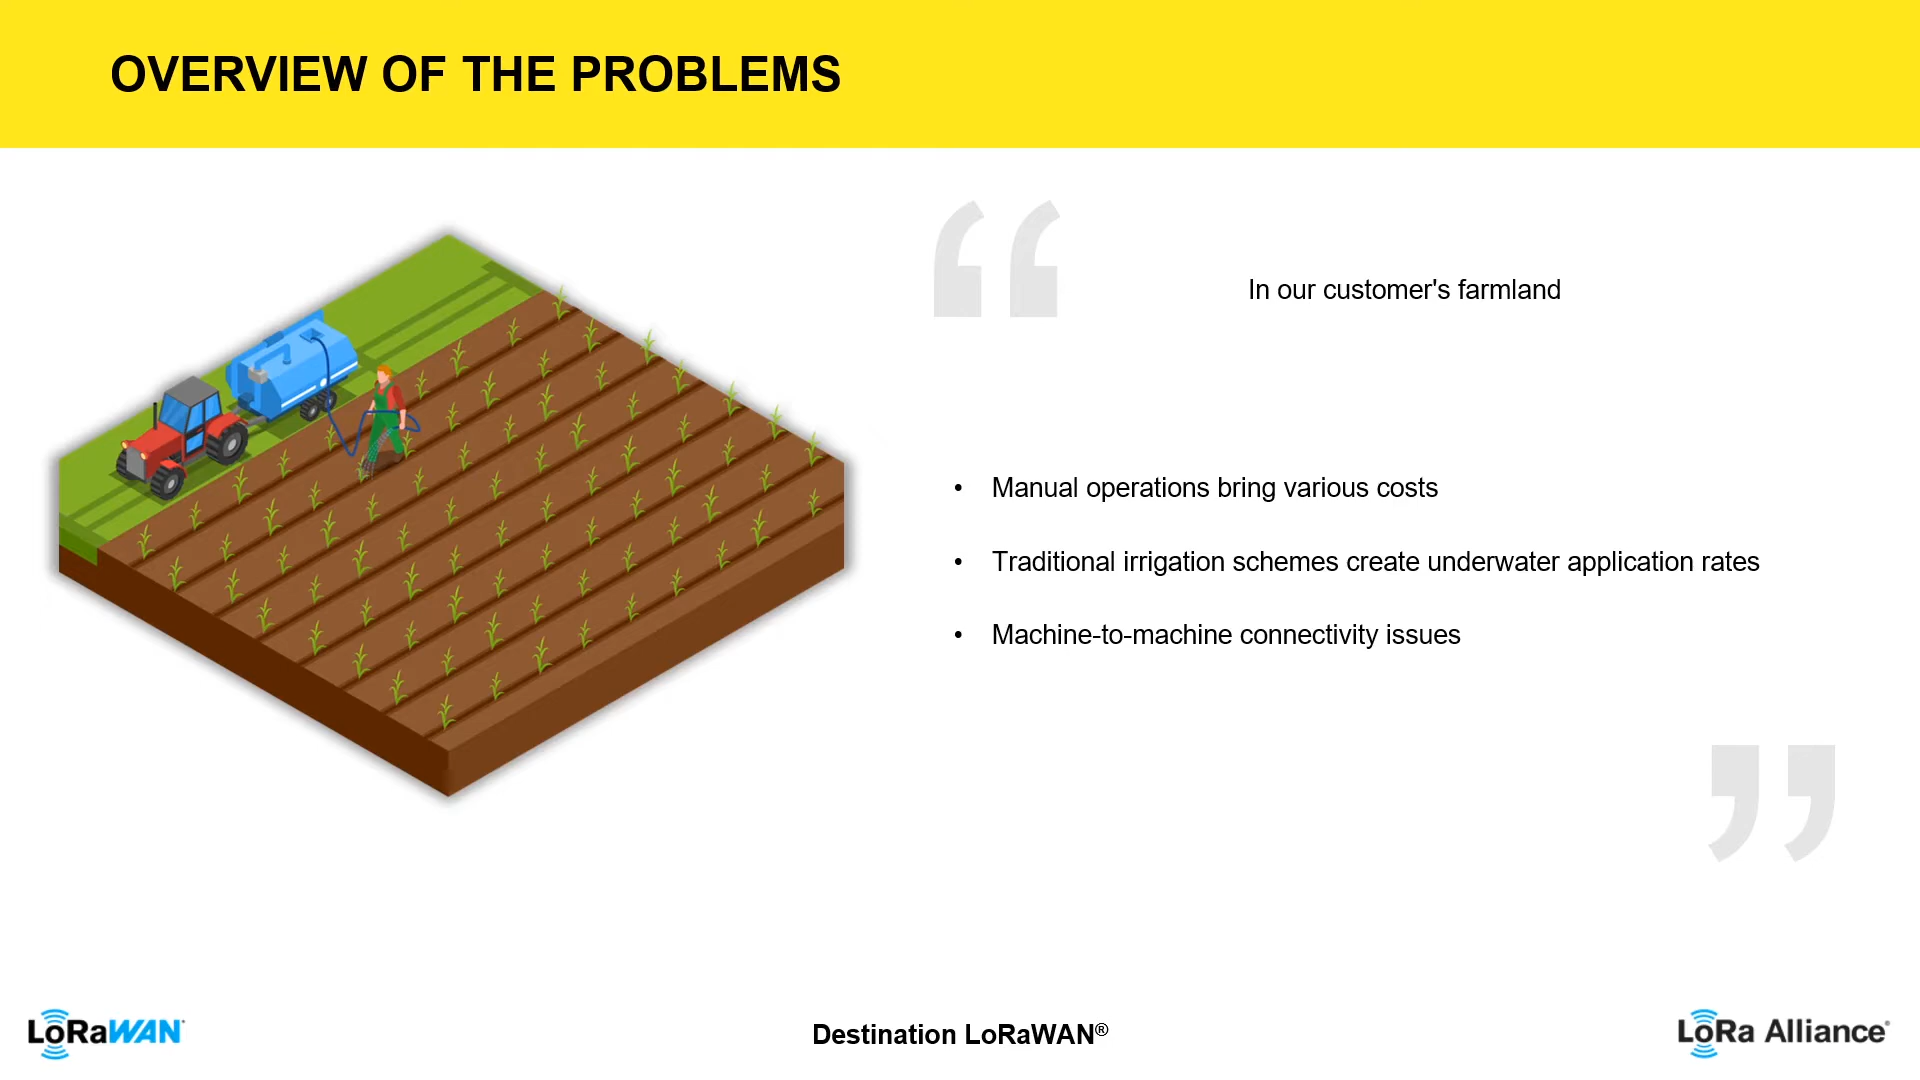 OVERVIEW OF THE PROBLEMS
In our customer's farmland
• Manual operations bring various costs
• Traditional irrigation schemes create underwater application rates
• Machine-to-machine connectivity issues
LoRaWAN
Destination LoRaWAN®
LoRa Alliance®